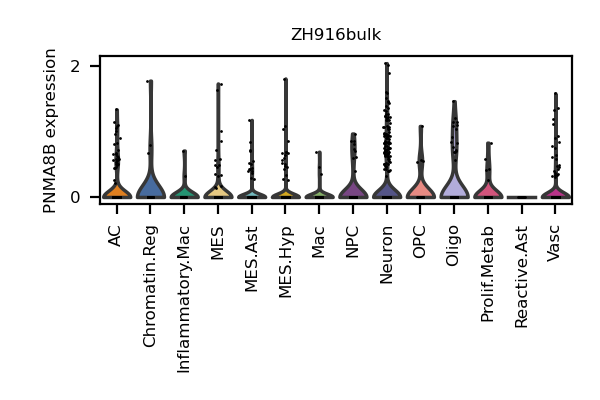 ZH916bulk
PNMA8B expression
2
0
AC
Chromatin.Reg
Inflammatory.Mac
MES
MES.Ast
MES.Hyp
Mac
NPC
Neuron
OPC
Oligo
Prolif.Metab
Reactive.Ast
Vasc